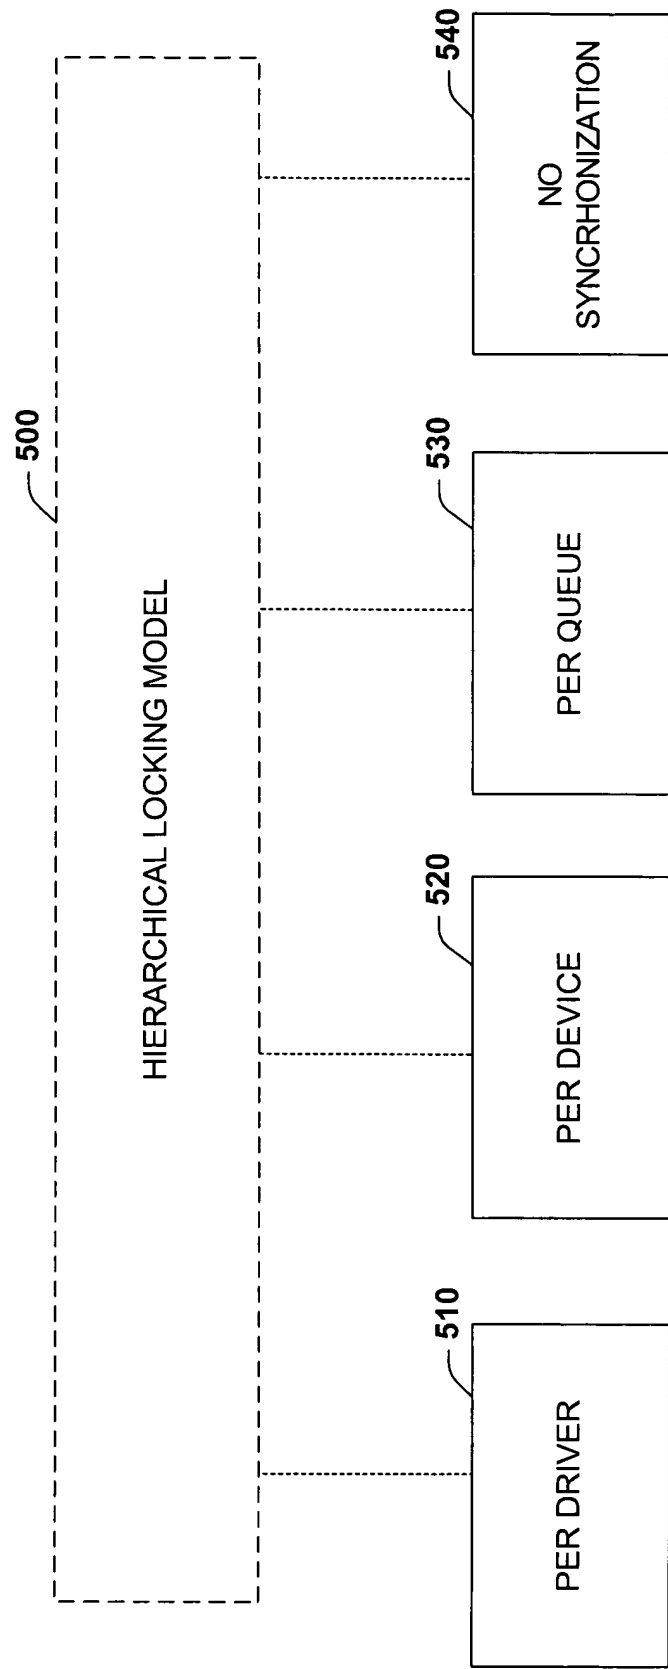 500
HIERARCHICAL LOCKING MODEL
510
PER DRIVER
520
PER DEVICE
530
PER QUEUE
540
NO
SYNCRHONIZATION